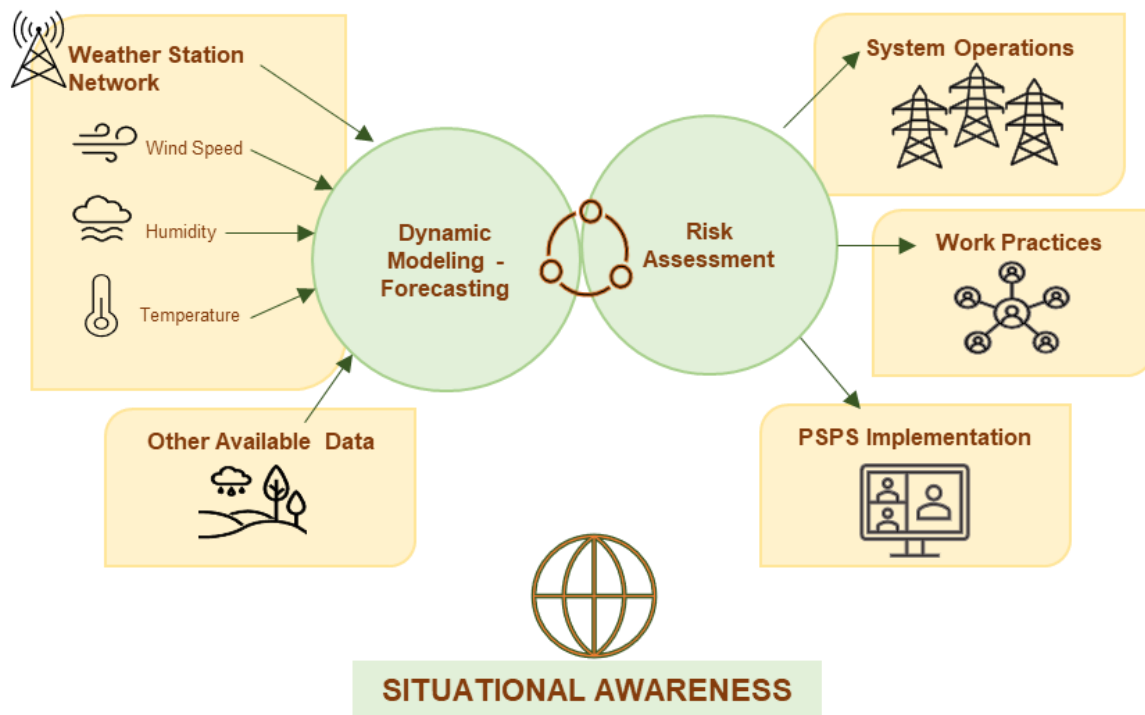 Weather Station
Network
Wind Speed
Humidity
Temperature
Other Available Data
Dynamic
Modeling -
Forecasting
Risk
Assessment
System Operations
Work Practices
PSPS Implementation
SITUATIONAL AWARENESS